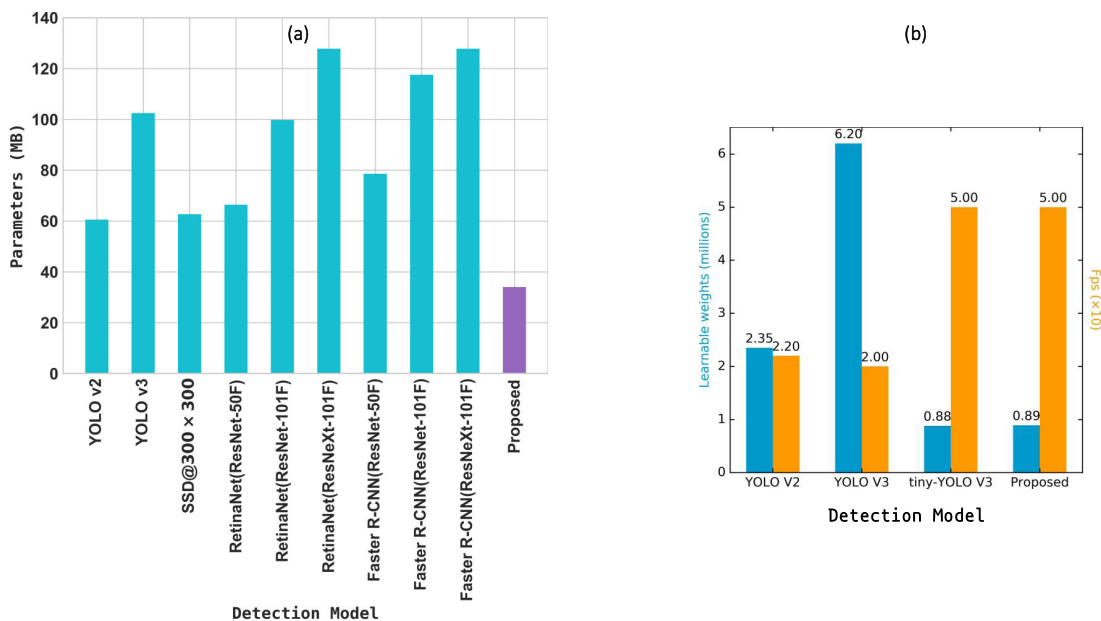 (a)
Parameters (MB)
140
120
100
80
60
40
20
0
YOLO v2
YOLO v3
SSD@300 × 300
RetinaNet(ResNet-50F)
RetinaNet(ResNet-101F)
RetinaNet(ResNeXt-101F)
Faster R-CNN(ResNet-50F)
Faster R-CNN(ResNet-101F)
Faster R-CNN(ResNeXt-101F)
Proposed
Detection Model
(b)
Learnable weights (millions)
6
5
4
3
2
1
0
2.35
2.20
6.20
2.00
0.88
5.00
0.89
5.00
Fps (×10)
YOLO V2
YOLO V3
tiny-YOLO V3
Proposed
Detection Model